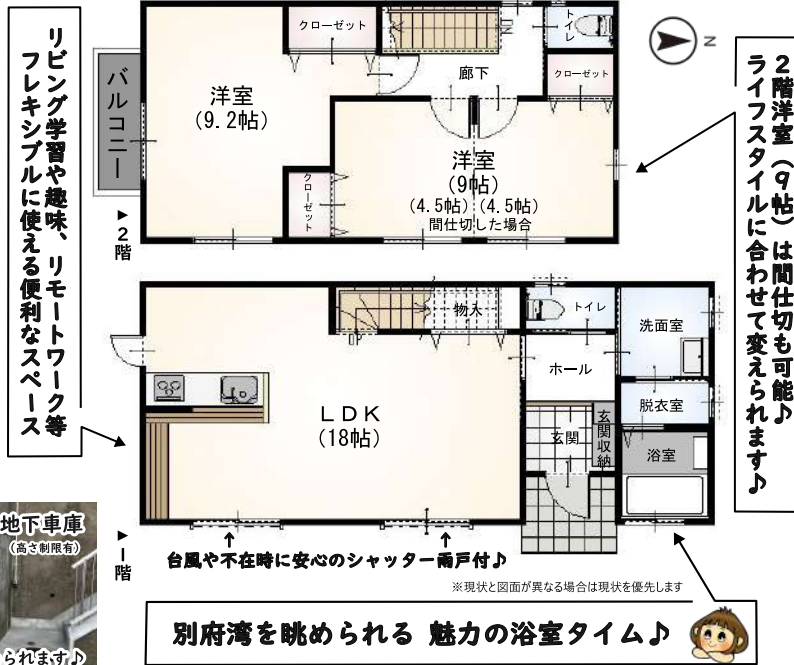 リビング学習や趣味、リモートワーク等
フレキシブルに使える便利なスペース
2階洋室(9帖)は間仕切も可能♪
ライフスタイルに合わせて変えられます♪
N
クローゼット
DN
トイレ
廊下
クローゼット
バルコニー
洋室
(9.2帖)
洋室
(9帖)
(4.5帖)(4.5帖)
間仕切した場合
クローゼット
▶2階
物入
UP
トイレ
洗面室
ホール
LDK
(18帖)
脱衣室
玄関
玄関収納
浴室
▶1階
台風や不在時に安心のシャッター雨戸付♪
※現状と図面が異なる場合は現状を優先します
地下車庫
(高さ制限有)
られます♪
別府湾を眺められる 魅力の浴室タイム♪